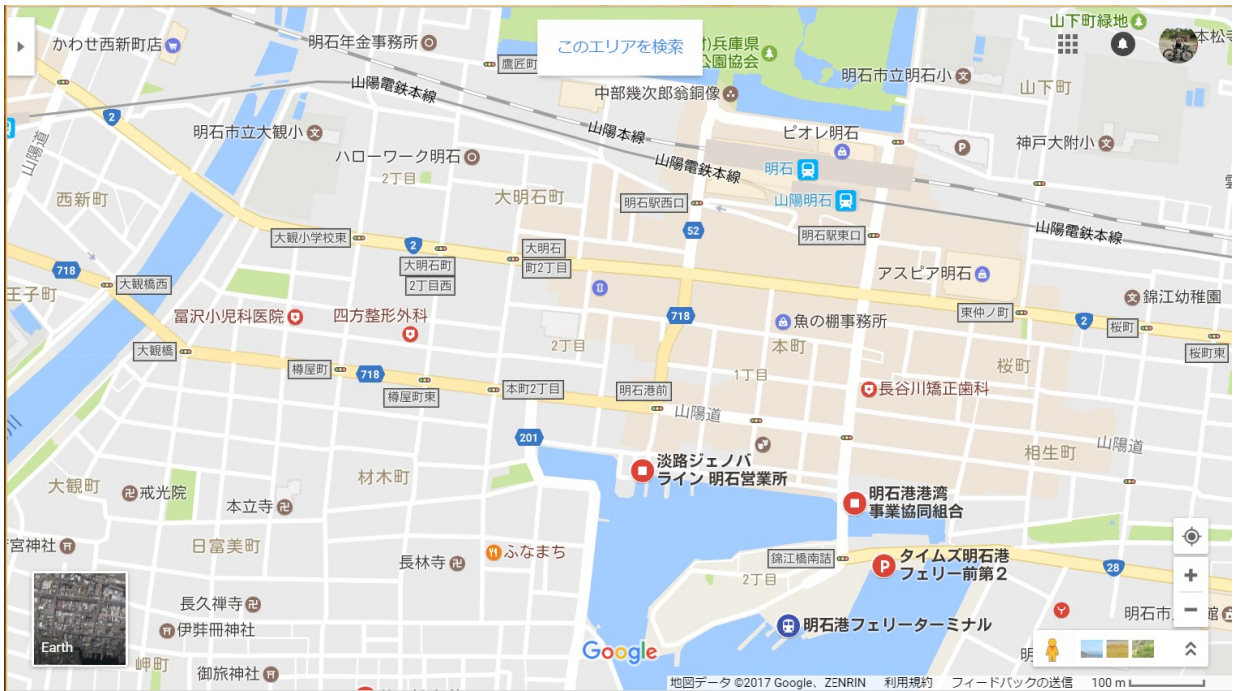 かわせ西新町店
明石年金事務所
鷹匠町
このエリアを検索
兵庫県
公園協会
山下町緑地
本松寺
2
山陽電鉄本線
中部幾次郎翁銅像
明石市立明石小
山下町
山陽道
明石市立大観小
ハローワーク明石
2丁目
山陽本線
山陽電鉄本線
ピオレ明石
明石
P
神戸大附小
西新町
大明石町
明石駅西口
山陽明石
大観小学校東
2
大明石
町2丁目
52
明石駅東口
山陽電鉄本線
718
大観橋西
大明石町
2丁目西
アスピア明石
王子町
錦江幼稚園
冨沢小児科医院
四方整形外科
718
魚の棚事務所
東仲ノ町
2
桜町
大観橋
2丁目
本町
桜町東
樽屋町
718
1丁目
桜町
樽屋町東
本町2丁目
明石港前
長谷川矯正歯科
山陽道
201
相生町
山陽道
材木町
淡路ジェノバ
ライン 明石営業所
大観町
戒光院
本立寺
明石港港湾
事業協同組合
宮神社
日富美町
長林寺
ふなまち
錦江橋南詰
2丁目
P
タイムズ明石港
フェリー前第2
28
長久禅寺
伊弉冊神社
明石港フェリーターミナル
明石市
館
Earth
岬町
御旅神社
Google
明
地図データ ©2017 Google、ZENRIN 利用規約 フィードバックの送信 100 m